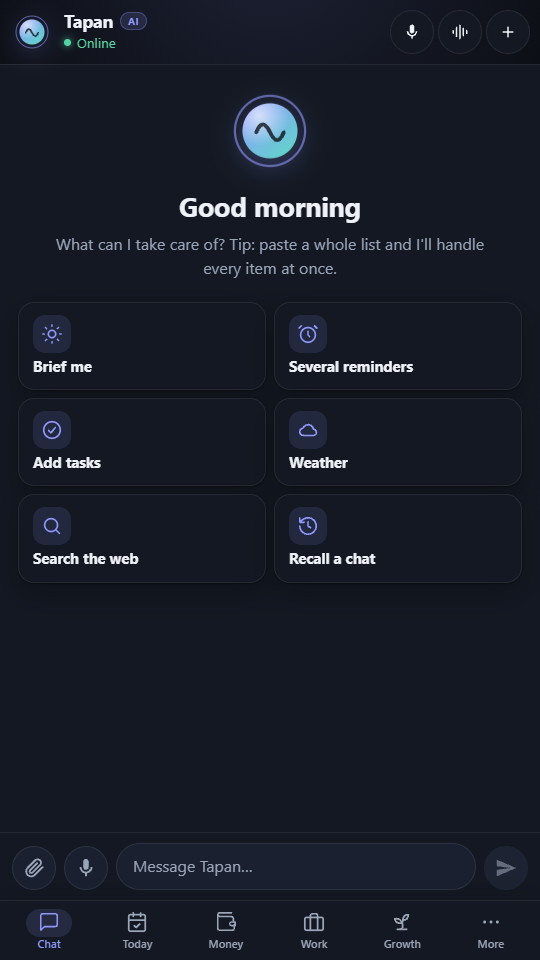 Tapan AI
Online
Good morning
What can I take care of? Tip: paste a whole list and I'll handle
every item at once.
Brief me
Several reminders
Add tasks
Weather
Search the web
Recall a chat
Message Tapan...
Chat
Today
Money
Work
Growth
More